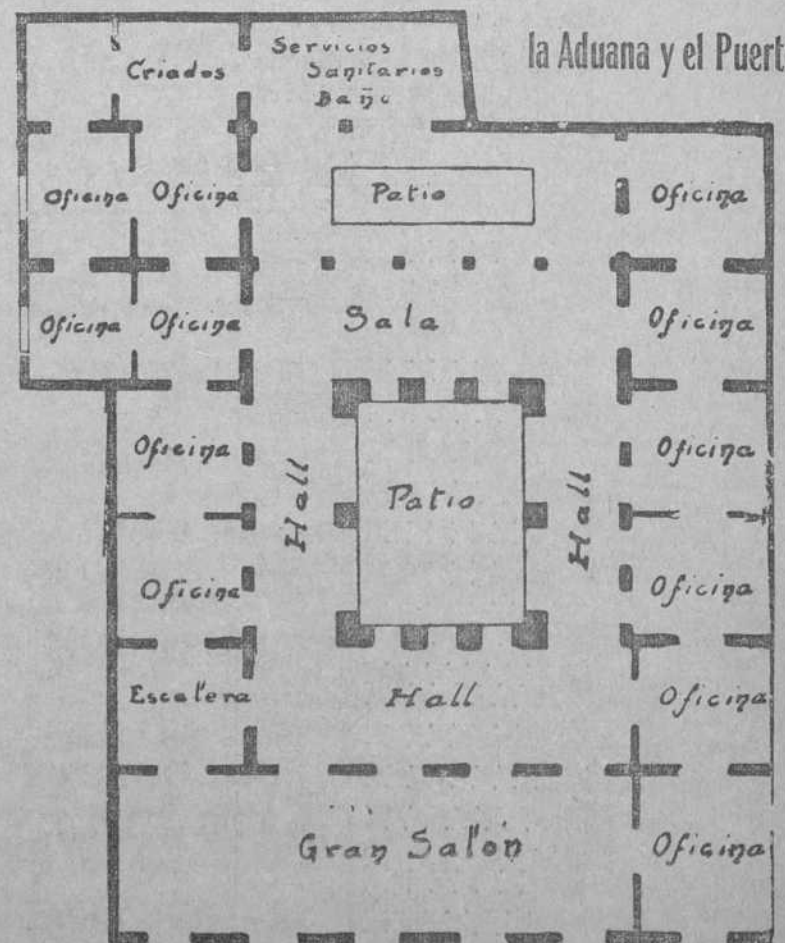 la Aduana y el Puert
Servicios
Criados
Sanitarios
Baño
Oficina Oficina Patio Oficina
Oficina Oficina Sala Oficina
Oficina Oficina
Hall Patio Hall
Oficina Oficina
Escalera Hall Oficina
Gran Salon Oficina